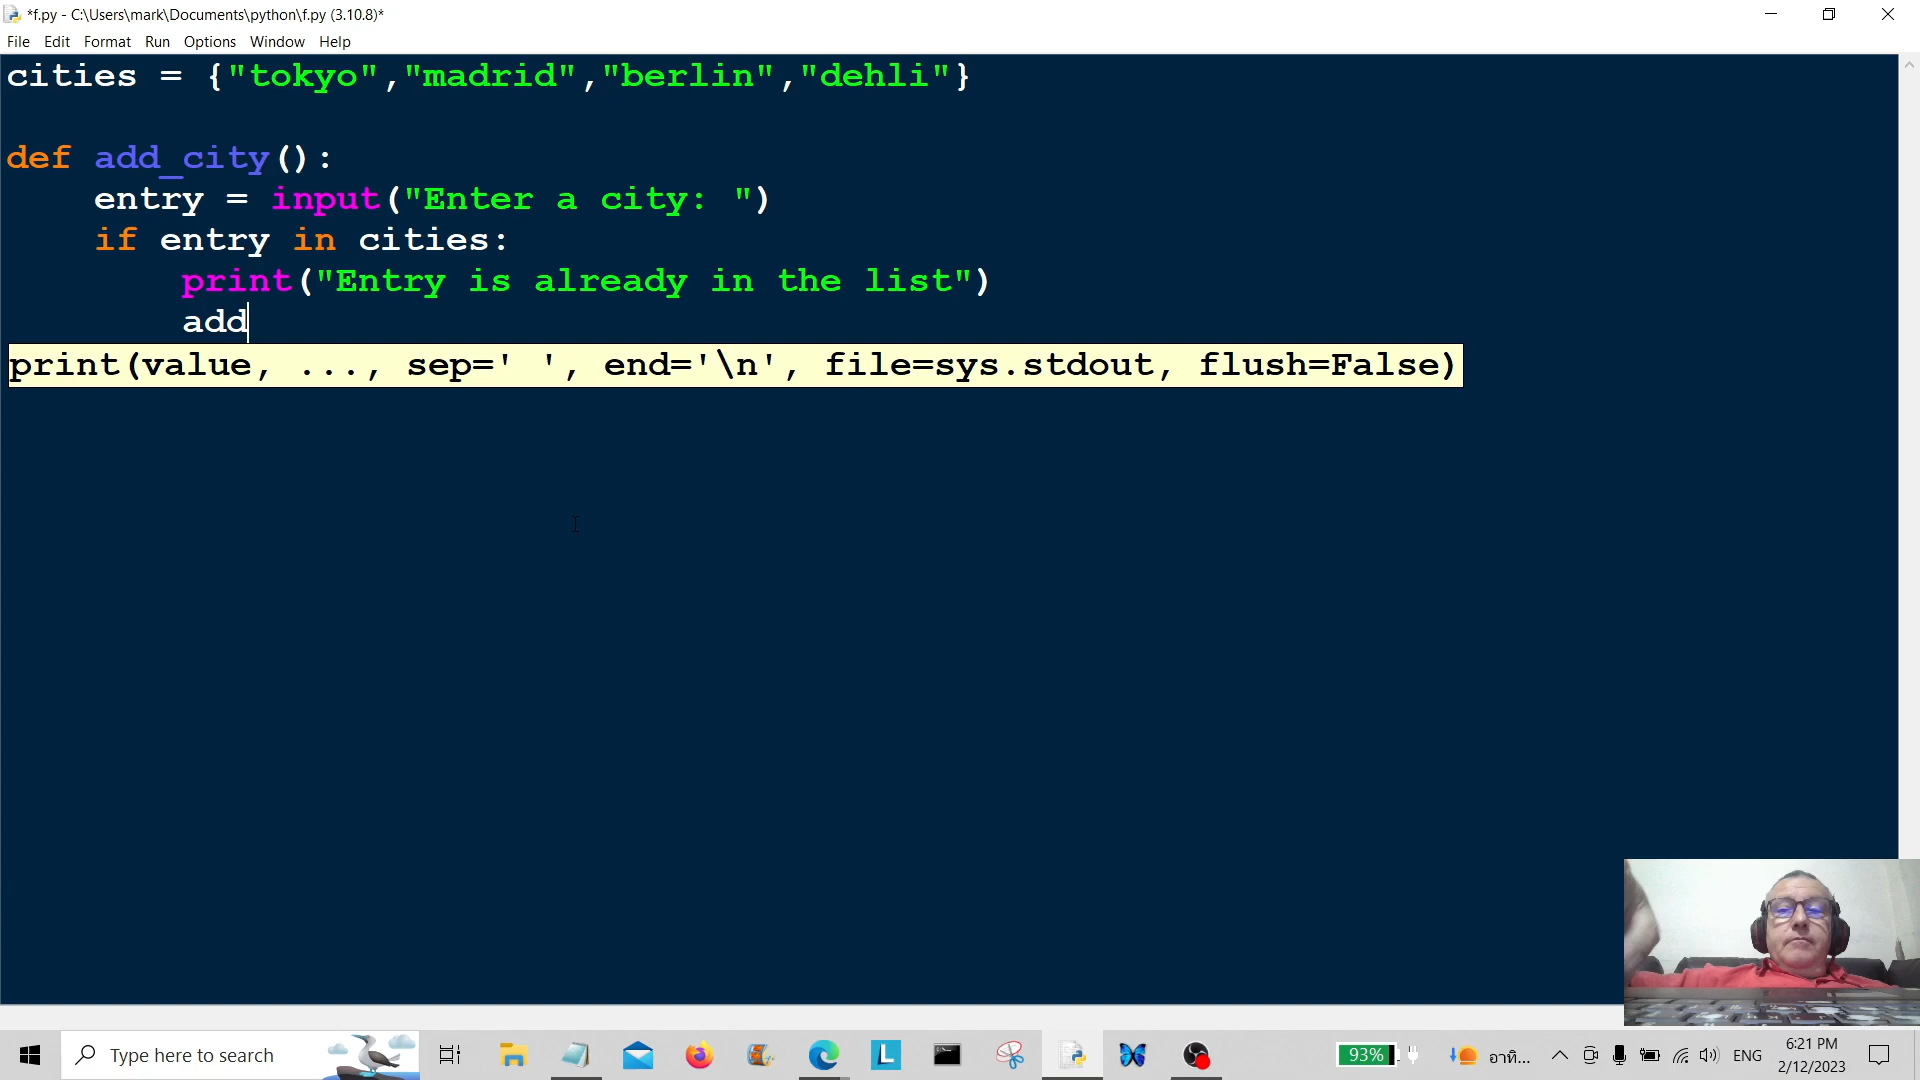 *f.py - C:\Users\mark\Documents\python\f.py (3.10.8)*
File Edit Format Run Options Window Help
cities = {"tokyo","madrid","berlin","dehli"}
def add_city():
    entry = input("Enter a city: ")
    if entry in cities:
        print("Entry is already in the list")
        add
print(value, ..., sep=' ', end='\n', file=sys.stdout, flush=False)
Type here to search
L
93%
อาทิ...
ENG
6:21 PM
2/12/2023